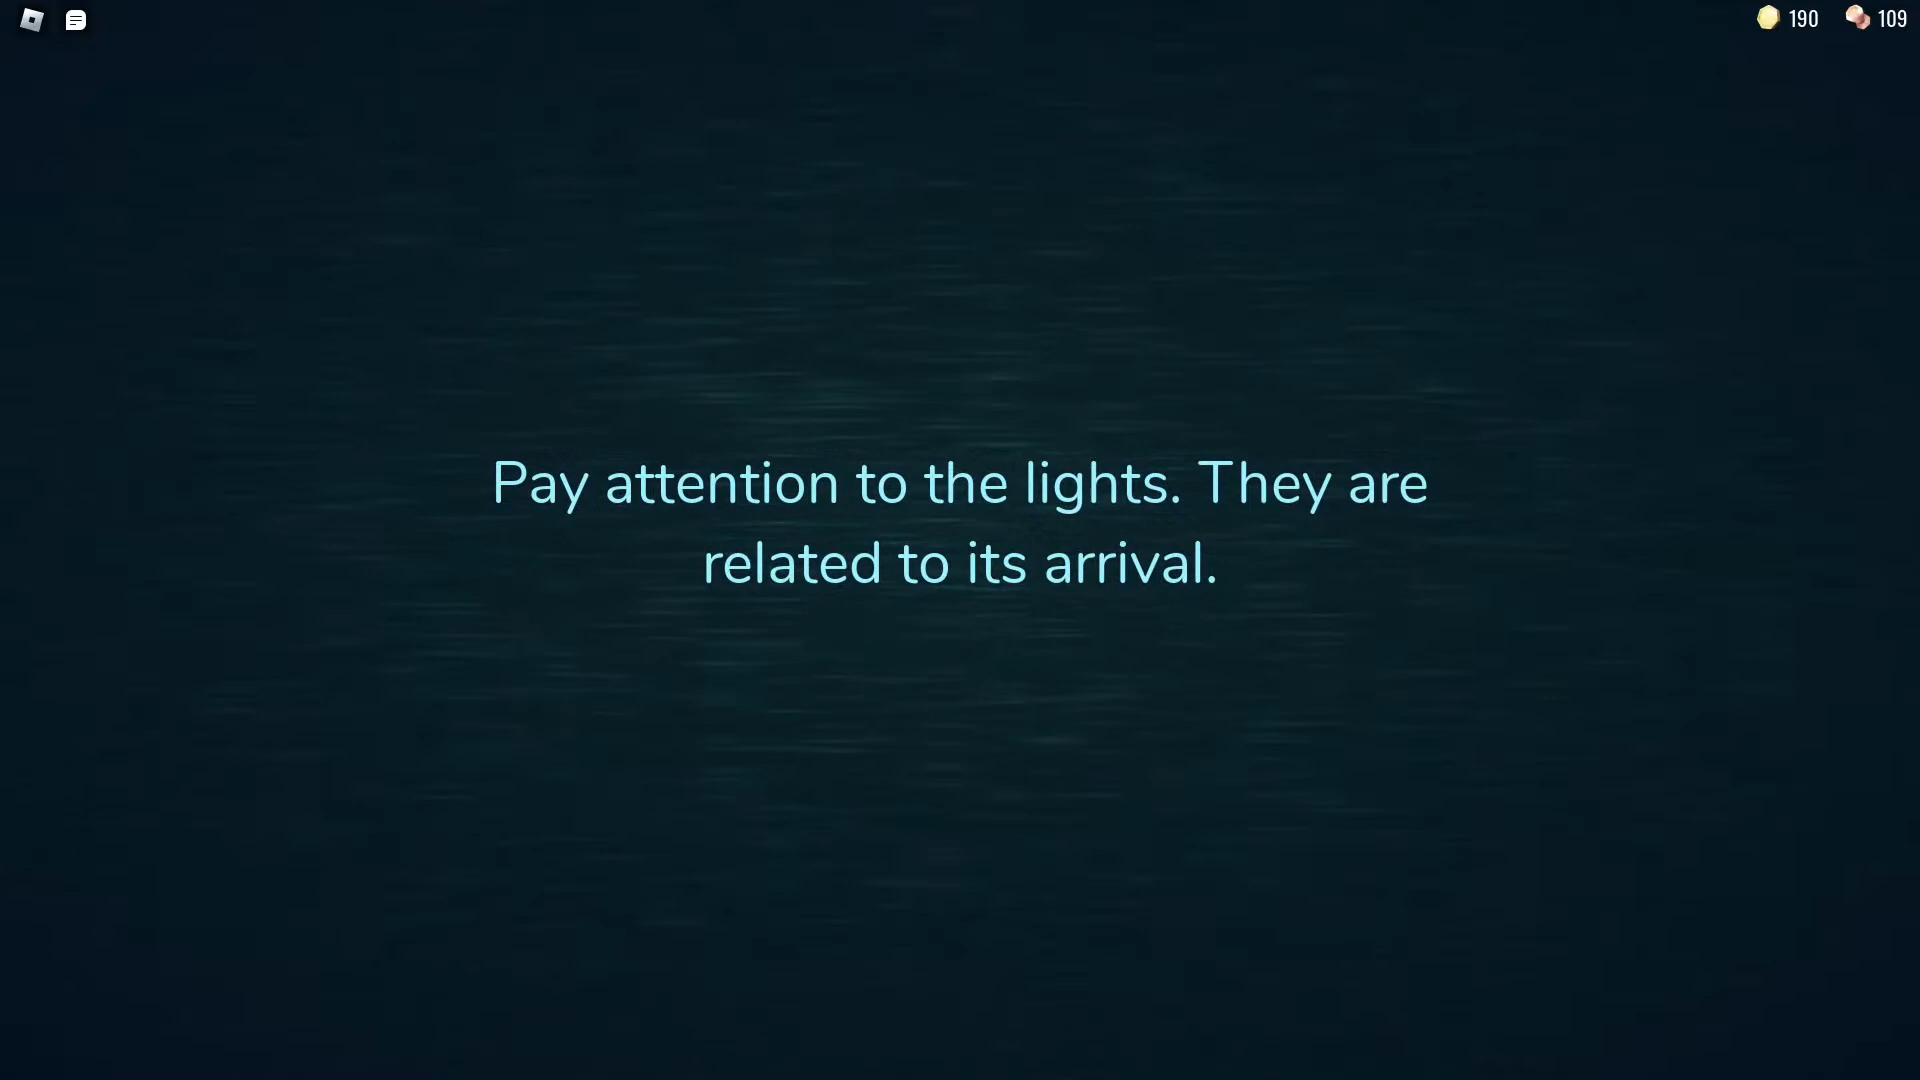 190 109
Pay attention to the lights. They are
related to its arrival.